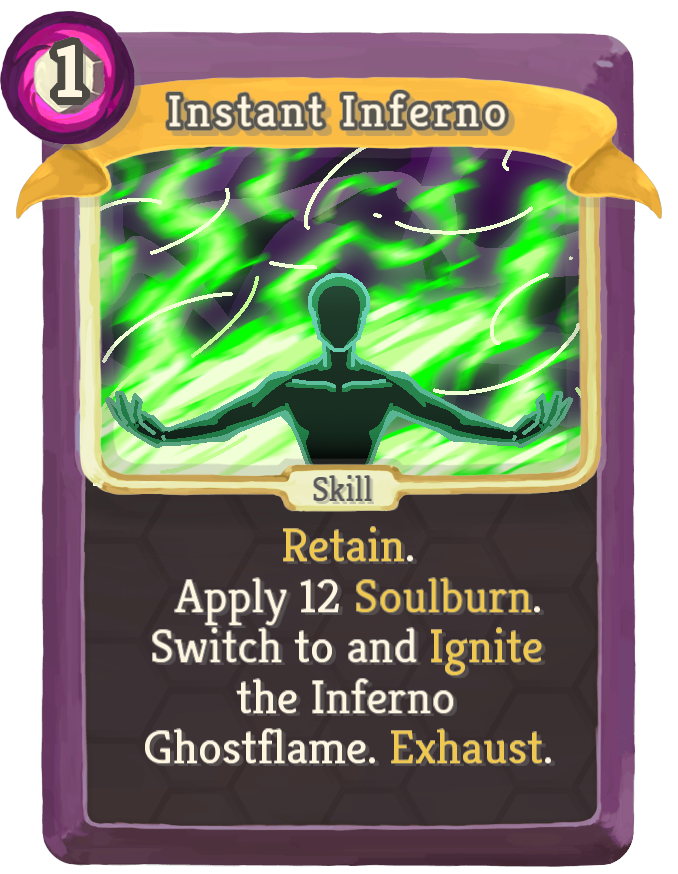 1
Instant Inferno
Skill
Retain.
Apply 12 Soulburn.
Switch to and Ignite
the Inferno
Ghostflame. Exhaust.